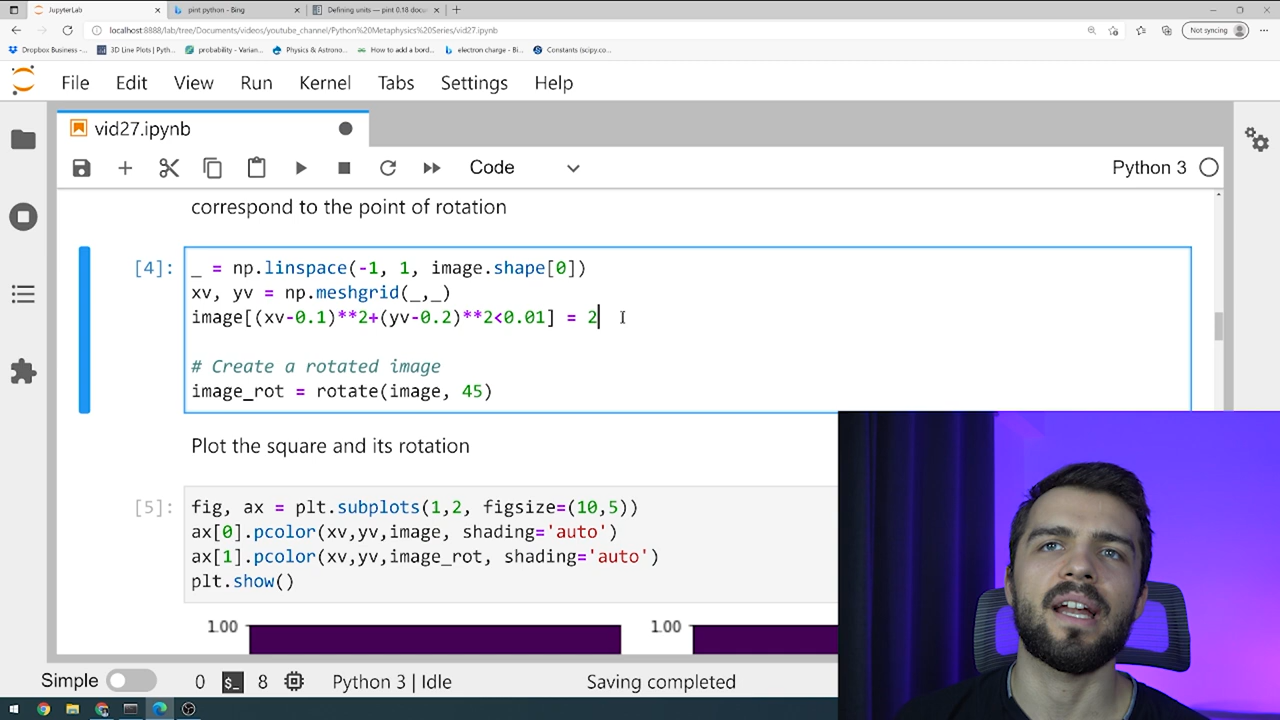 JupyterLab
pint python - Bing
Defining units — pint 0.18 docum
localhost:8888/lab/tree/Documents/videos/youtube_channel/Python%20Metaphysics%20Series/vid27.ipynb
Not syncing
Dropbox Business -...
3D Line Plots | Pyth...
probability - Varian...
Physics & Astrono...
How to add a bord...
electron charge - Bi...
Constants (scipy.co...
File Edit View Run Kernel Tabs Settings Help
vid27.ipynb
Code
Python 3
correspond to the point of rotation
[4]:
_ = np.linspace(-1, 1, image.shape[0])
xv, yv = np.meshgrid(_,_)
image[(xv-0.1)**2+(yv-0.2)**2<0.01] = 2
# Create a rotated image
image_rot = rotate(image, 45)
Plot the square and its rotation
[5]:
fig, ax = plt.subplots(1,2, figsize=(10,5))
ax[0].pcolor(xv,yv,image, shading='auto')
ax[1].pcolor(xv,yv,image_rot, shading='auto')
plt.show()
1.00 1.00
Simple 0 $_ 8 Python 3 | Idle Saving completed